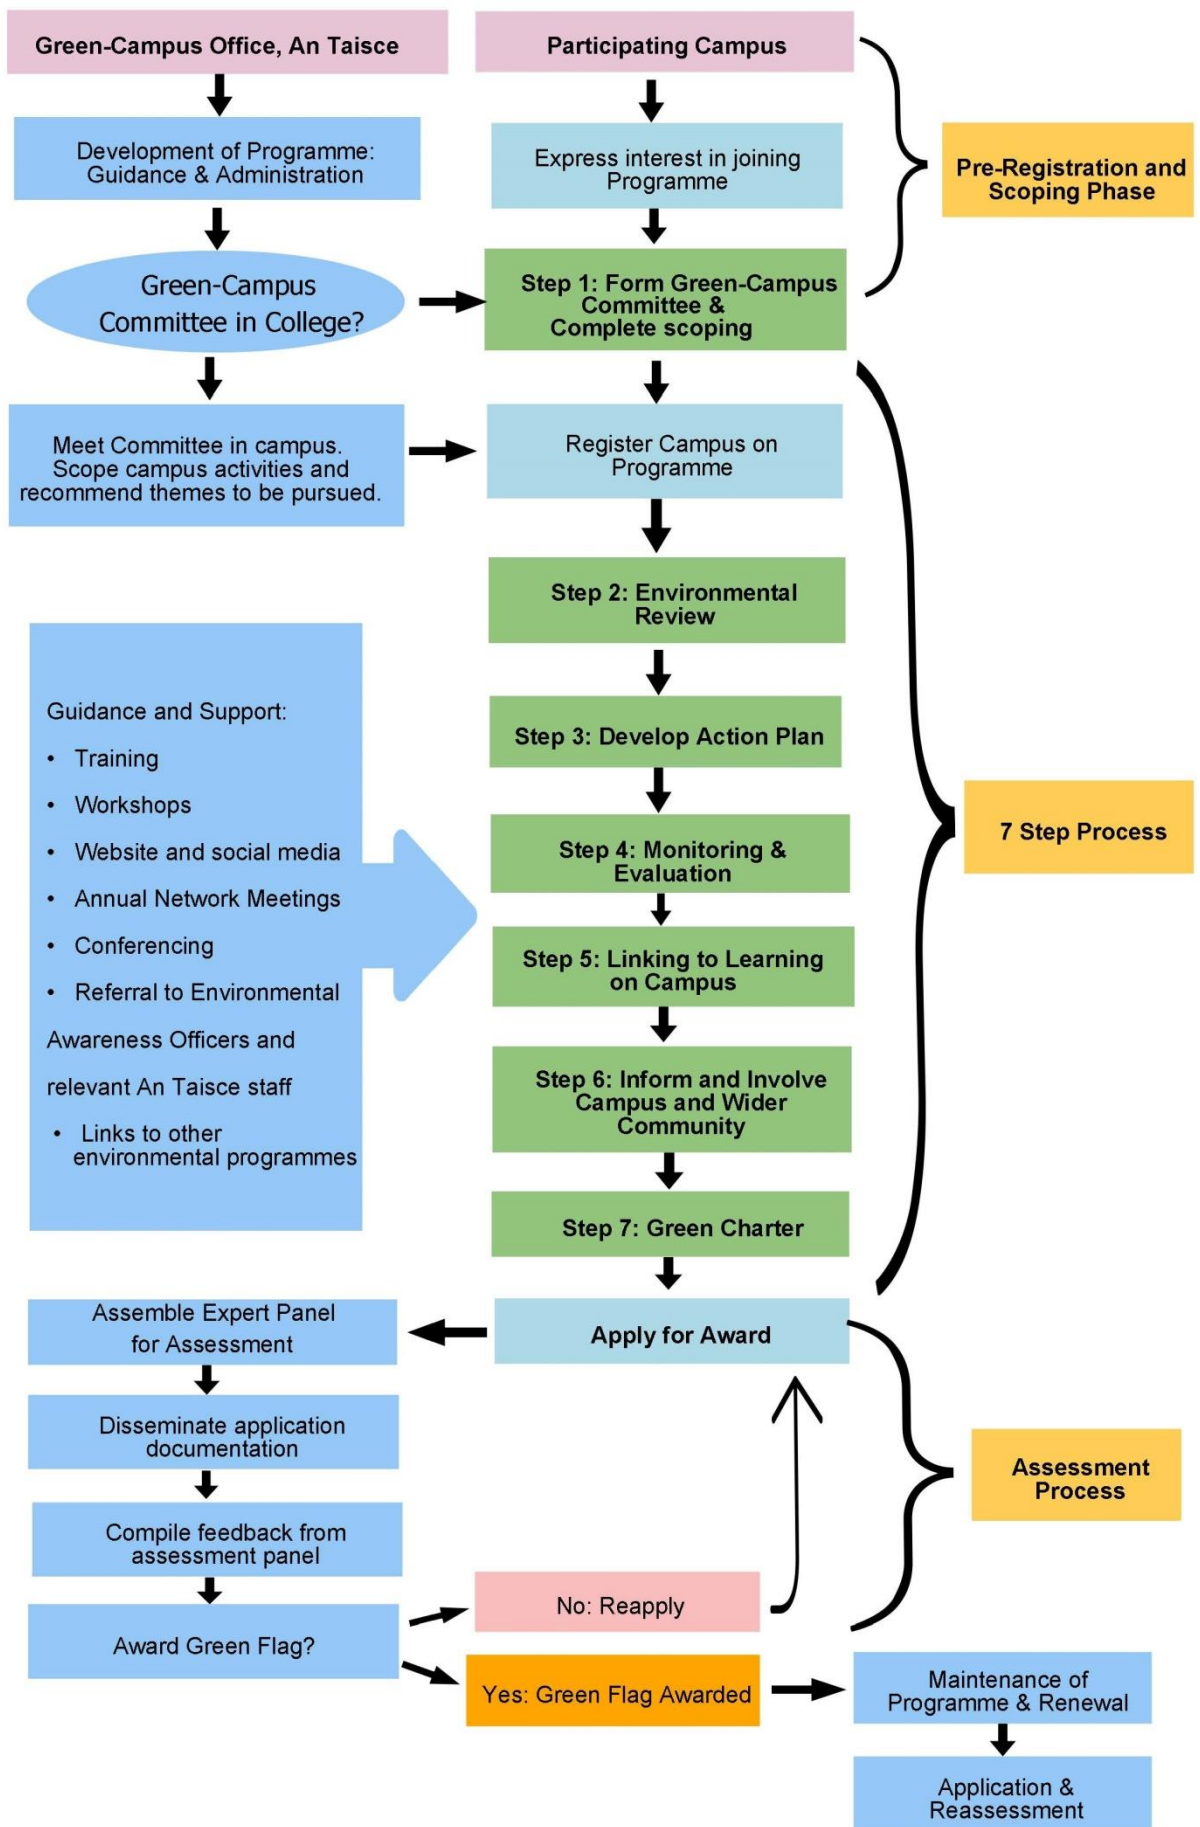 Green-Campus Office, An Taisce
Participating Campus
Development of Programme:
Guidance & Administration
Express interest in joining
Programme
Pre-Registration and
Scoping Phase
Green-Campus
Committee in College?
Step 1: Form Green-Campus
Committee &
Complete scoping
Meet Committee in campus.
Scope campus activities and
recommend themes to be pursued.
Register Campus on
Programme
Step 2: Environmental
Review
Guidance and Support:
• Training
• Workshops
• Website and social media
• Annual Network Meetings
• Conferencing
• Referral to Environmental
Awareness Officers and
relevant An Taisce staff
• Links to other
environmental programmes
Step 3: Develop Action Plan
Step 4: Monitoring &
Evaluation
7 Step Process
Step 5: Linking to Learning
on Campus
Step 6: Inform and Involve
Campus and Wider
Community
Step 7: Green Charter
Assemble Expert Panel
for Assessment
Apply for Award
Disseminate application
documentation
Assessment
Process
Compile feedback from
assessment panel
Award Green Flag?
No: Reapply
Yes: Green Flag Awarded
Maintenance of
Programme & Renewal
Application &
Reassessment